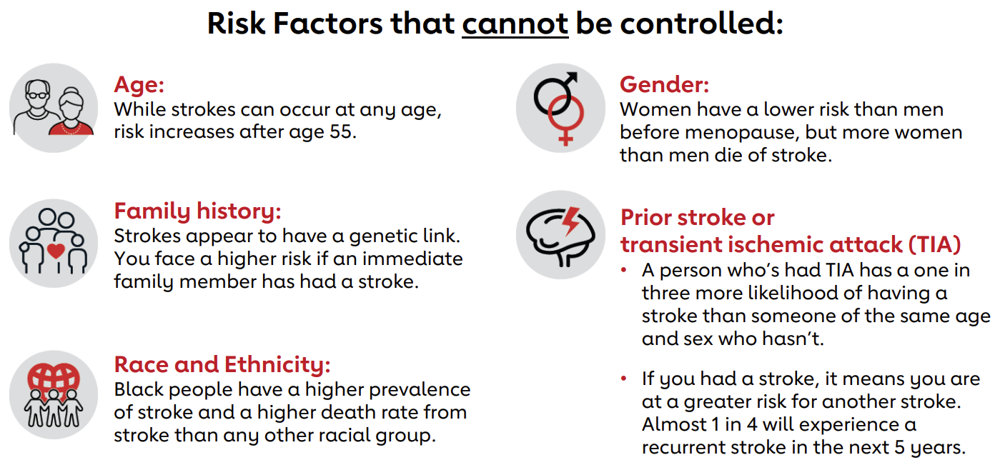 Risk Factors that cannot be controlled:
Age:
While strokes can occur at any age,
risk increases after age 55.
Family history:
Strokes appear to have a genetic link.
You face a higher risk if an immediate
family member has had a stroke.
Race and Ethnicity:
Black people have a higher prevalence
of stroke and a higher death rate from
stroke than any other racial group.
Gender:
Women have a lower risk than men
before menopause, but more women
than men die of stroke.
Prior stroke or
transient ischemic attack (TIA)
• A person who's had TIA has a one in
three more likelihood of having a
stroke than someone of the same age
and sex who hasn't.
• If you had a stroke, it means you are
at a greater risk for another stroke.
Almost 1 in 4 will experience a
recurrent stroke in the next 5 years.